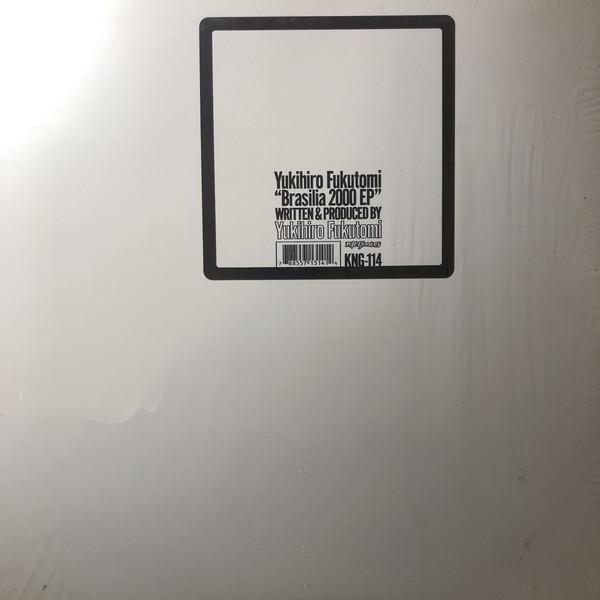 Yukihiro Fukutomi
“Brasilia 2000 EP”
WRITTEN & PRODUCED BY
Yukihiro Fukutomi
KNG-114